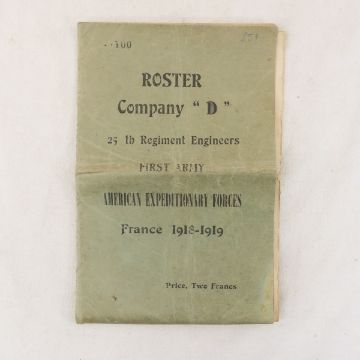 ROSTER
Company "D"
25 th Regiment Engineers
FIRST ARMY
AMERICAN EXPEDITIONARY FORCES
France 1918-1919
Price, Two Francs